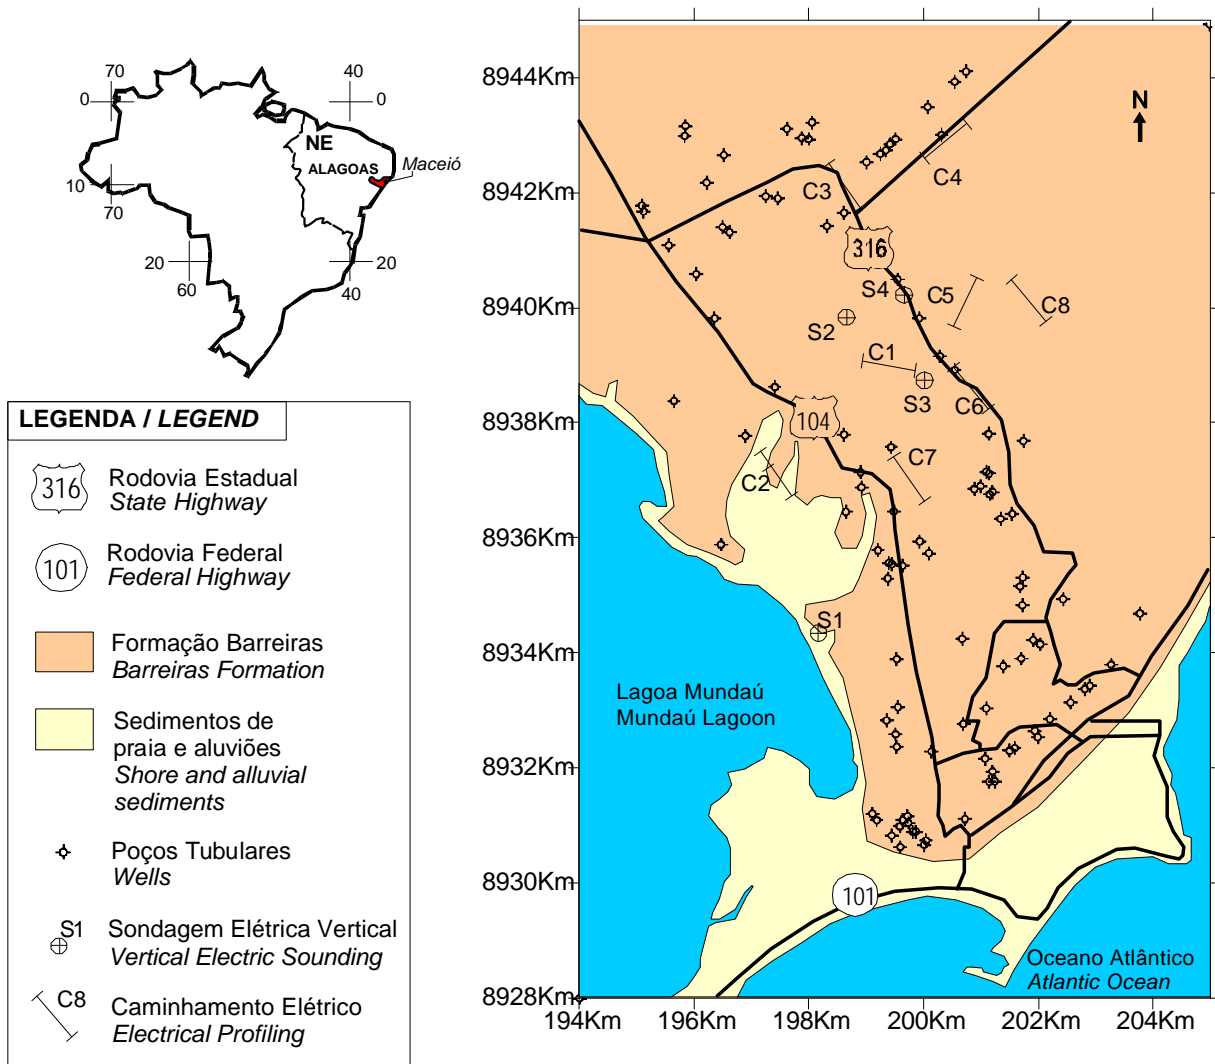 70
40
0
0
NE
ALAGOAS
Maceió
10
70
20
20
60
40
LEGENDA / LEGEND
316
Rodovia Estadual
State Highway
101
Rodovia Federal
Federal Highway
Formação Barreiras
Barreiras Formation
Sedimentos de
praia e aluviões
Shore and alluvial
sediments
Poços Tubulares
Wells
S1
Sondagem Elétrica Vertical
Vertical Electric Sounding
C8
Caminhamento Elétrico
Electrical Profiling
8944Km
8942Km
8940Km
8938Km
8936Km
8934Km
8932Km
8930Km
8928Km
194Km
196Km
198Km
200Km
202Km
204Km
N
C4
C3
316
S4
C5
C8
S2
C1
S3
C6
104
C7
C2
S1
Lagoa Mundaú
Mundaú Lagoon
101
Oceano Atlântico
Atlantic Ocean